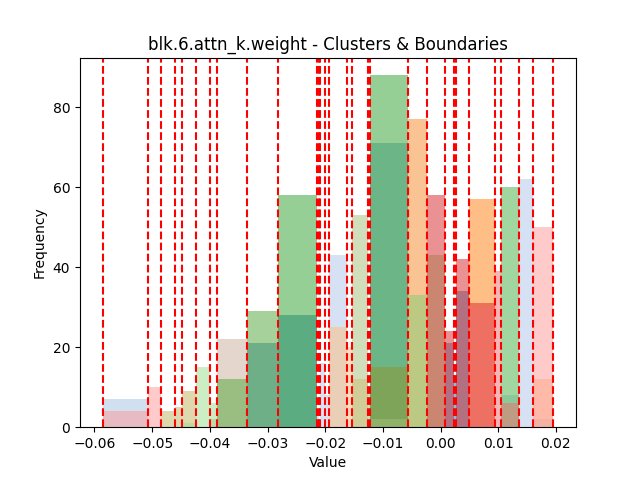 blk.6.attn_k.weight - Clusters & Boundaries
80
60
40
20
0
Frequency
−0.06 −0.05 −0.04 −0.03 −0.02 −0.01 0.00 0.01 0.02
Value